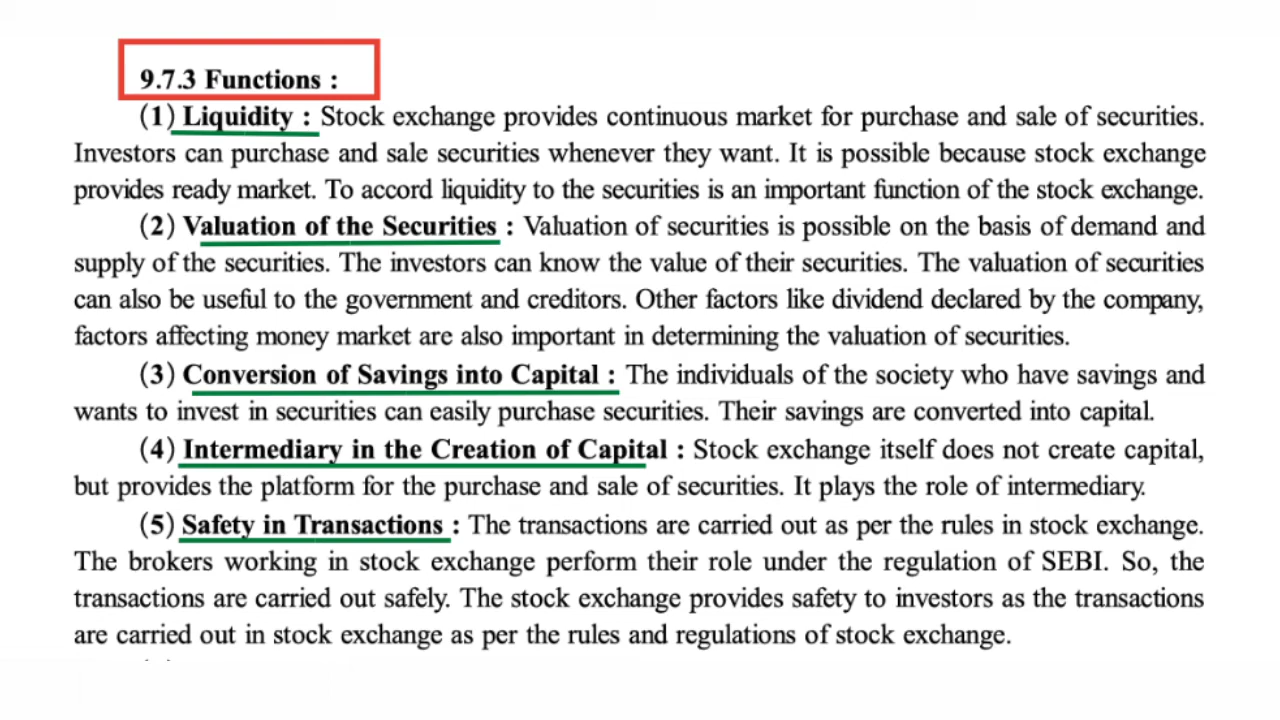 9.7.3 Functions :
(1) Liquidity : Stock exchange provides continuous market for purchase and sale of securities.
Investors can purchase and sale securities whenever they want. It is possible because stock exchange
provides ready market. To accord liquidity to the securities is an important function of the stock exchange.
(2) Valuation of the Securities : Valuation of securities is possible on the basis of demand and
supply of the securities. The investors can know the value of their securities. The valuation of securities
can also be useful to the government and creditors. Other factors like dividend declared by the company,
factors affecting money market are also important in determining the valuation of securities.
(3) Conversion of Savings into Capital : The individuals of the society who have savings and
wants to invest in securities can easily purchase securities. Their savings are converted into capital.
(4) Intermediary in the Creation of Capital : Stock exchange itself does not create capital,
but provides the platform for the purchase and sale of securities. It plays the role of intermediary.
(5) Safety in Transactions : The transactions are carried out as per the rules in stock exchange.
The brokers working in stock exchange perform their role under the regulation of SEBI. So, the
transactions are carried out safely. The stock exchange provides safety to investors as the transactions
are carried out in stock exchange as per the rules and regulations of stock exchange.